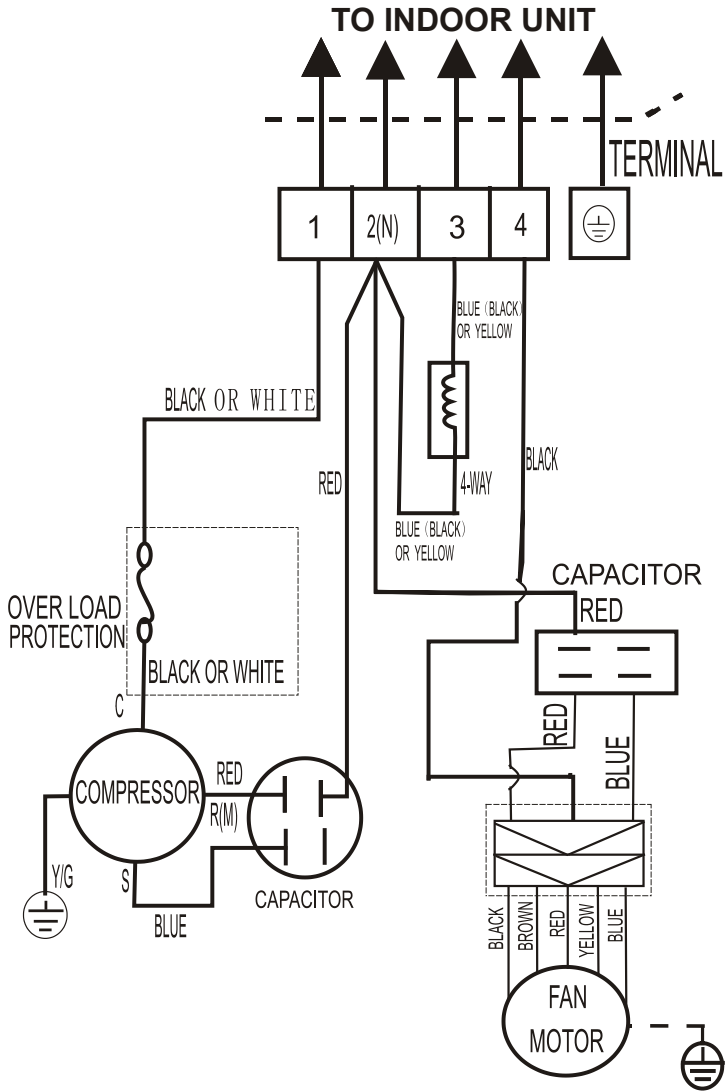 TO INDOOR UNIT
TERMINAL
1
2(N)
3
4
BLUE (BLACK)
OR YELLOW
BLACK OR WHITE
RED
4-WAY
BLACK
BLUE (BLACK)
OR YELLOW
CAPACITOR
RED
OVER LOAD
PROTECTION
BLACK OR WHITE
C
RED
BLUE
COMPRESSOR
RED
R(M)
Y/G
S
BLUE
CAPACITOR
BLACK
BROWN
RED
YELLOW
BLUE
FAN
MOTOR